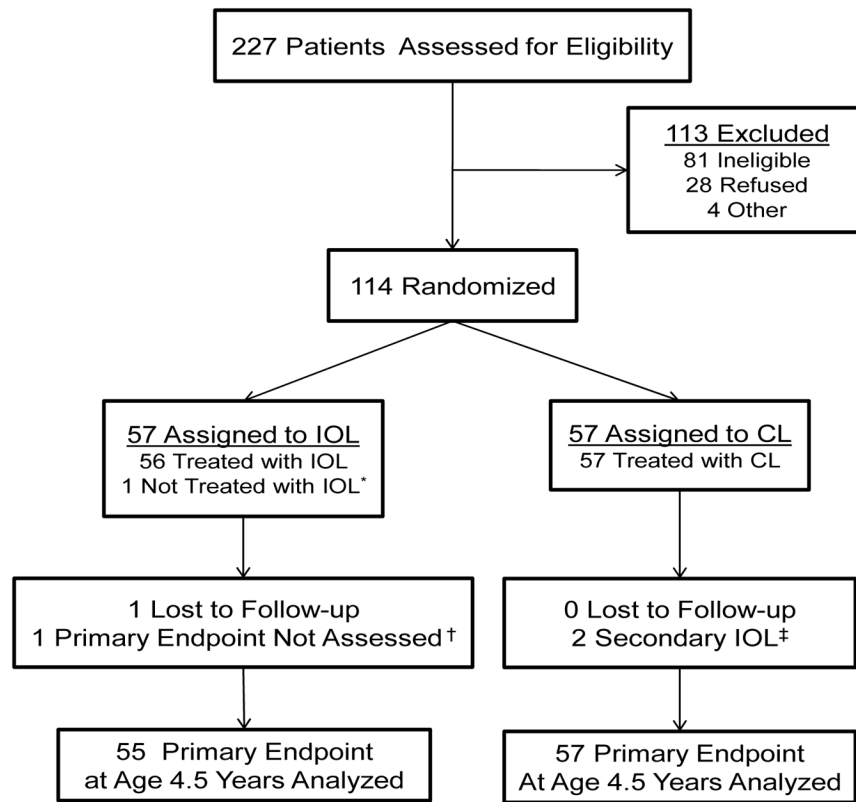 227 Patients Assessed for Eligibility
113 Excluded
81 Ineligible
28 Refused
4 Other
114 Randomized
57 Assigned to IOL
56 Treated with IOL
1 Not Treated with IOL*
57 Assigned to CL
57 Treated with CL
1 Lost to Follow-up
1 Primary Endpoint Not Assessed†
0 Lost to Follow-up
2 Secondary IOL‡
55 Primary Endpoint
at Age 4.5 Years Analyzed
57 Primary Endpoint
At Age 4.5 Years Analyzed